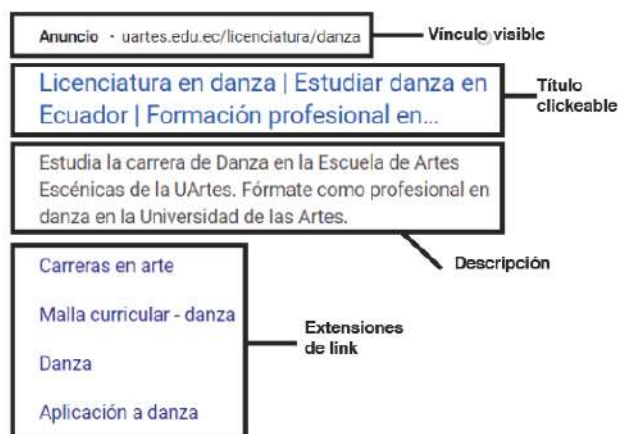 Anuncio · uartes.edu.ec/licenciatura/danza
Vínculo visible
Licenciatura en danza | Estudiar danza en
Ecuador | Formación profesional en...
Título
clickeable
Estudia la carrera de Danza en la Escuela de Artes
Escénicas de la UArtes. Fórmate como profesional en
danza en la Universidad de las Artes.
Descripción
Carreras en arte
Malla curricular - danza
Danza
Aplicación a danza
Extensiones
de link